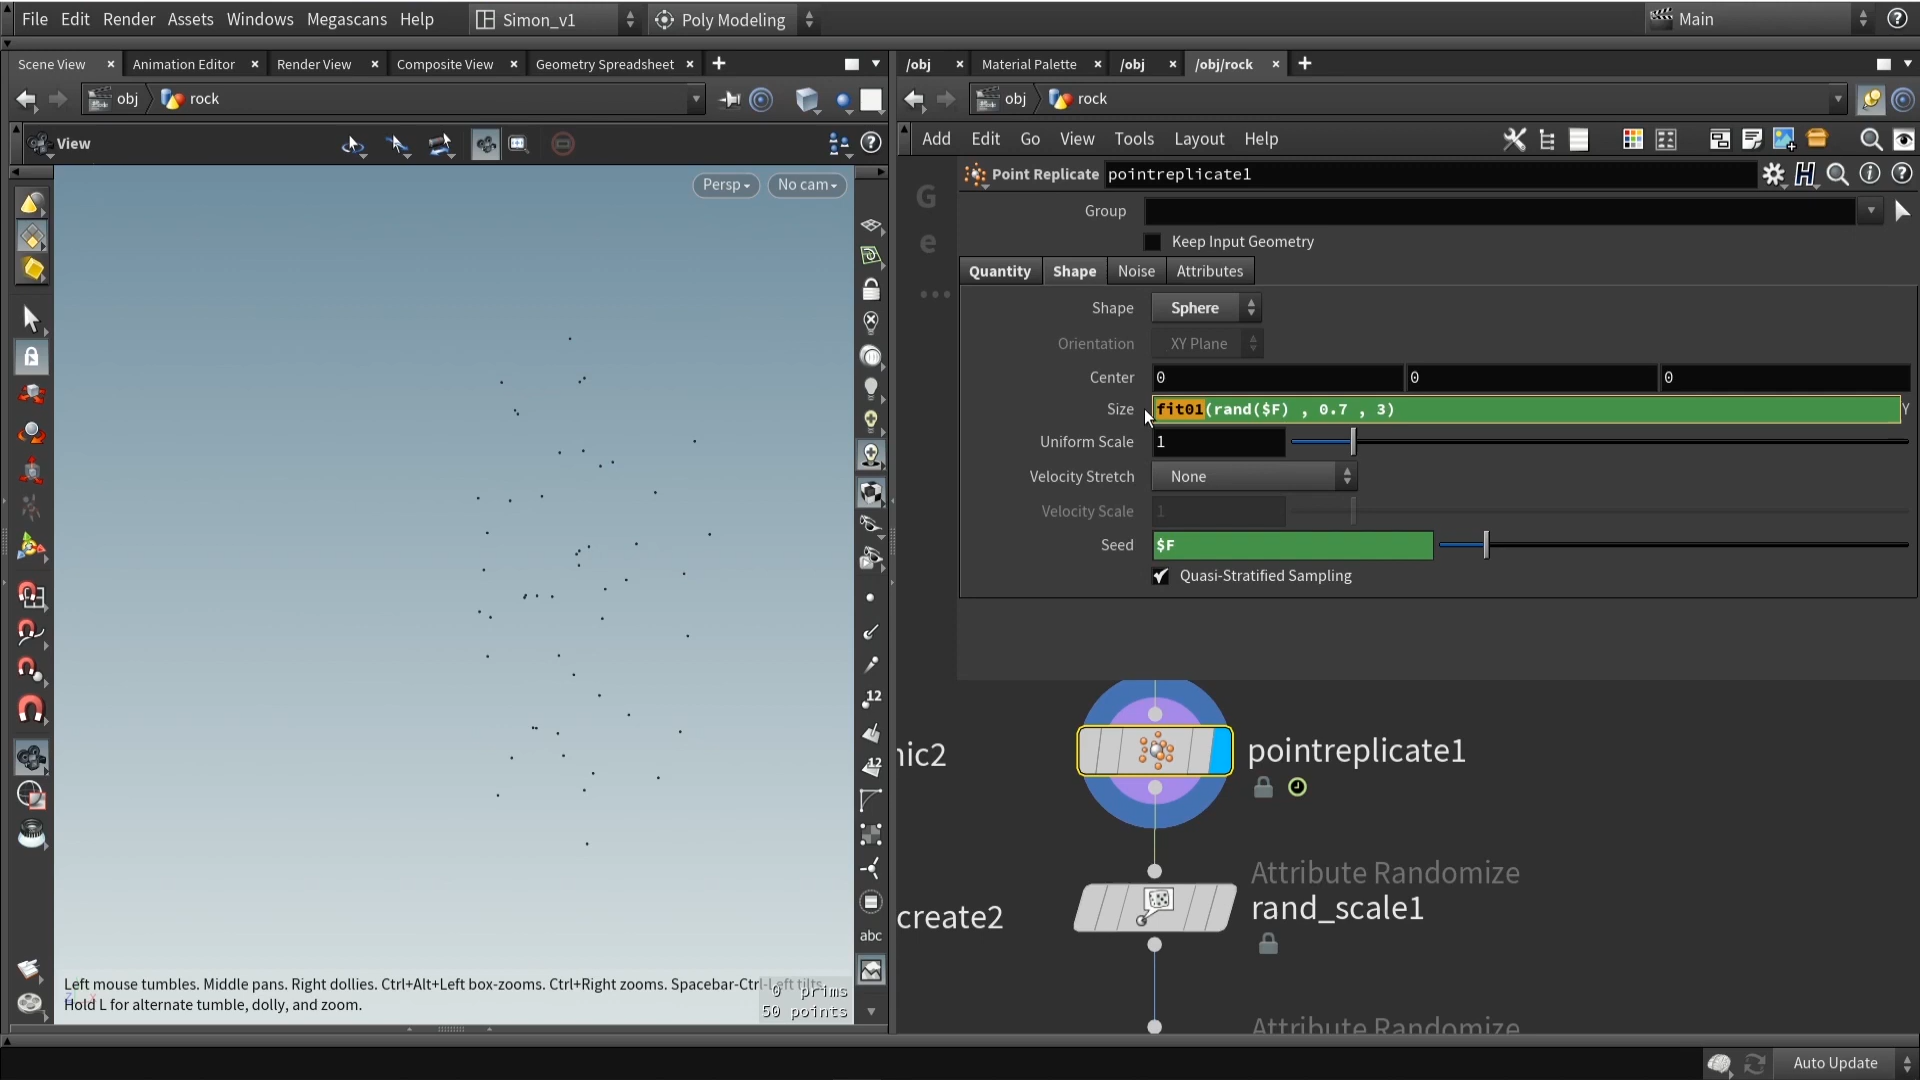 File Edit Render Assets Windows Megascans Help Simon_v1 Poly Modeling Main
Scene View × Animation Editor × Render View × Composite View × Geometry Spreadsheet × +
/obj × Material Palette × /obj × /obj/rock × +
obj rock
obj rock
View
Add Edit Go View Tools Layout Help
Persp No cam
Point Replicate pointreplicate1
Group
Keep Input Geometry
Quantity Shape Noise Attributes
Shape Sphere
Orientation XY Plane
Center 0 0 0
Size fit01(rand($F) , 0.7 , 3) Y
Uniform Scale 1
Velocity Stretch None
Velocity Scale 1
Seed $F
Quasi-Stratified Sampling
G
e
...
12
12
abc
nic2
pointreplicate1
Attribute Randomize
rand_scale1
create2
Attribute Randomize
Left mouse tumbles. Middle pans. Right dollies. Ctrl+Alt+Left box-zooms. Ctrl+Right zooms. Spacebar-Ctrl-Left tilts.
Hold L for alternate tumble, dolly, and zoom.
0 prims
50 points
Auto Update